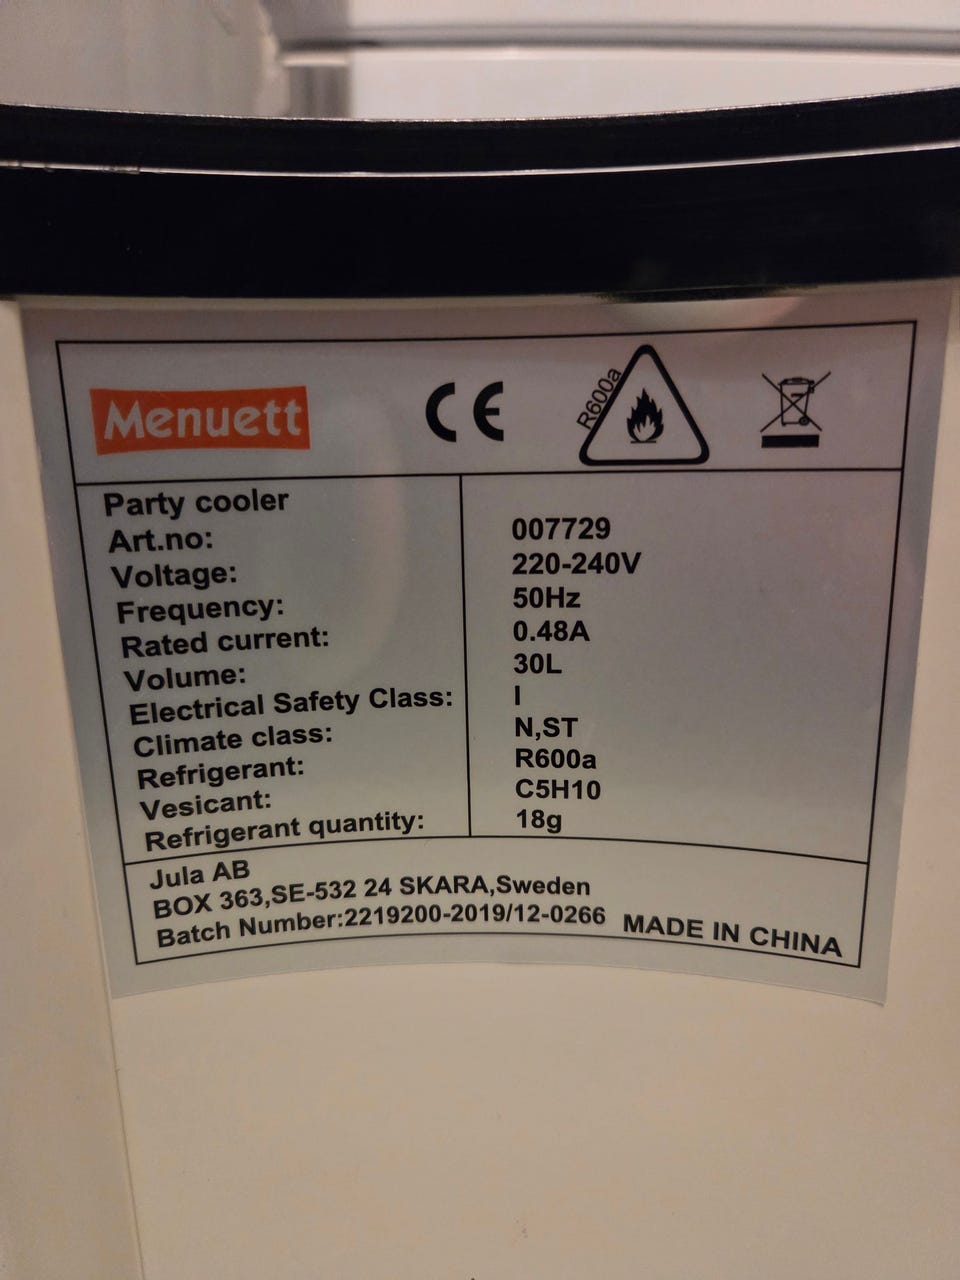 Menuett CE R600a
Party cooler
Art.no: 007729
Voltage: 220-240V
Frequency: 50Hz
Rated current: 0.48A
Volume: 30L
Electrical Safety Class: I
Climate class: N,ST
Refrigerant: R600a
Vesicant: C5H10
Refrigerant quantity: 18g
Jula AB
BOX 363,SE-532 24 SKARA,Sweden
Batch Number:2219200-2019/12-0266 MADE IN CHINA